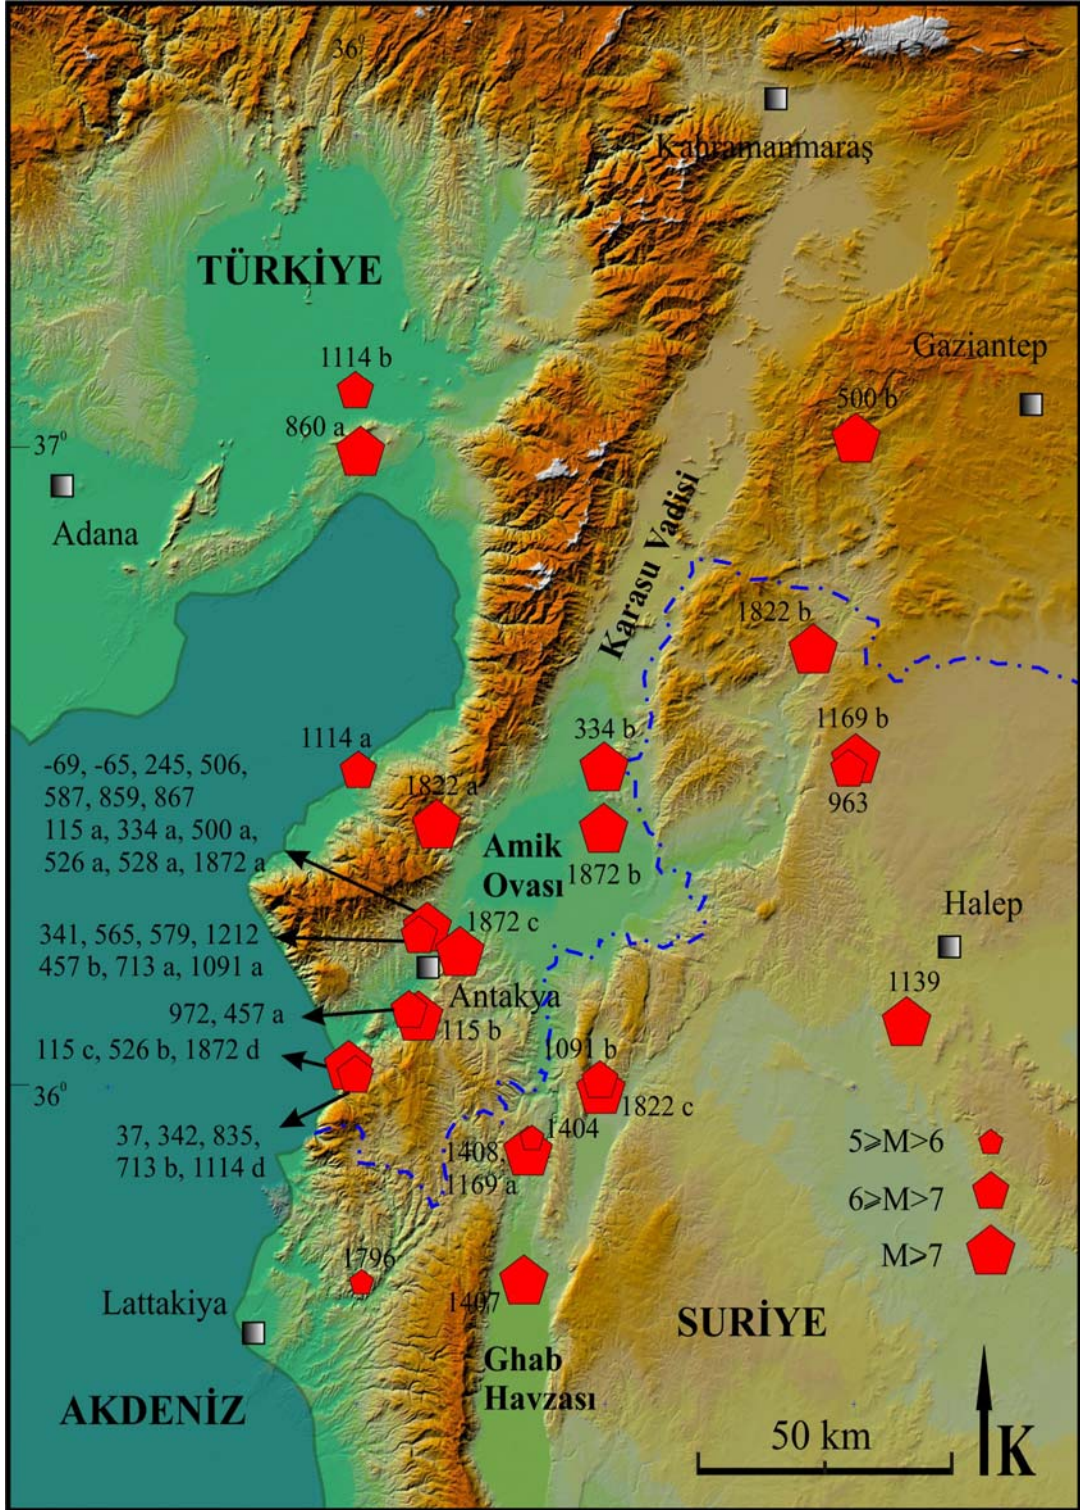 36⁰
Kahramanmaraş
TÜRKİYE
Gaziantep
1114 b
500 b
860 a
37⁰
Adana
Karasu Vadisi
1822 b
1169 b
334 b
1114 a
-69, -65, 245, 506,
587, 859, 867
115 a, 334 a, 500 a,
526 a, 528 a, 1872 a
1822 a
963
Amik
Ovası
1872 b
Halep
1872 c
341, 565, 579, 1212
457 b, 713 a, 1091 a
1139
Antakya
972, 457 a
115 b
115 c, 526 b, 1872 d
1091 b
36⁰
1822 c
37, 342, 835,
713 b, 1114 d
1404
1408,
1169 a
5⩾M>6
6⩾M>7
M⩾7
1796
Lattakiya
1407
SURİYE
Ghab
Havzası
AKDENİZ
50 km
K